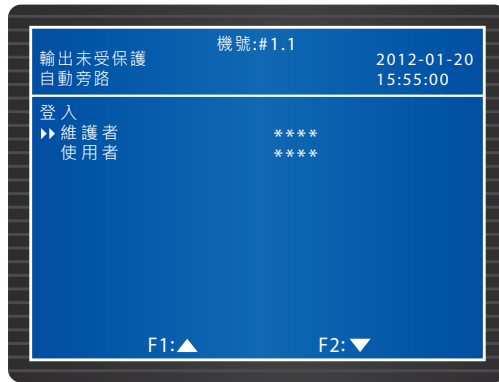 機號:#1.1
輸出未受保護 2012-01-20
自動旁路 15:55:00
登入
維護者 ****
使用者 ****
F1: F2: